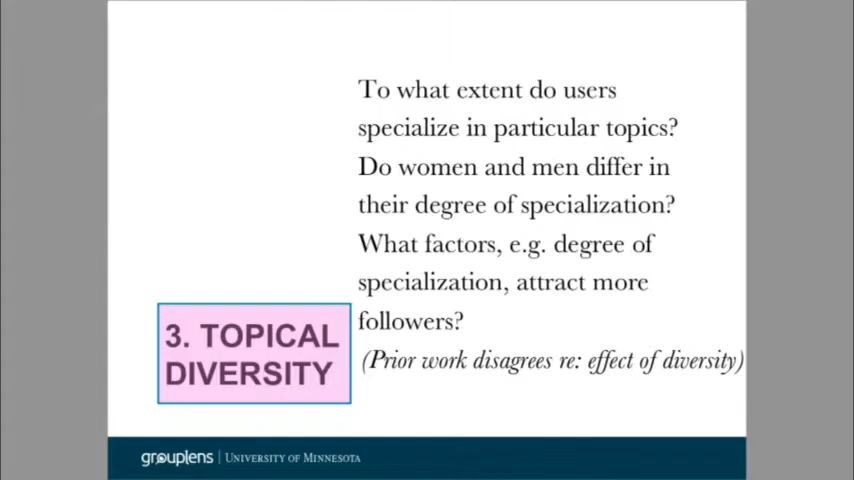 To what extent do users
specialize in particular topics?
Do women and men differ in
their degree of specialization?
What factors, e.g. degree of
specialization, attract more
followers?
(Prior work disagrees re: effect of diversity)
3. TOPICAL
DIVERSITY
grouplens | UNIVERSITY OF MINNESOTA